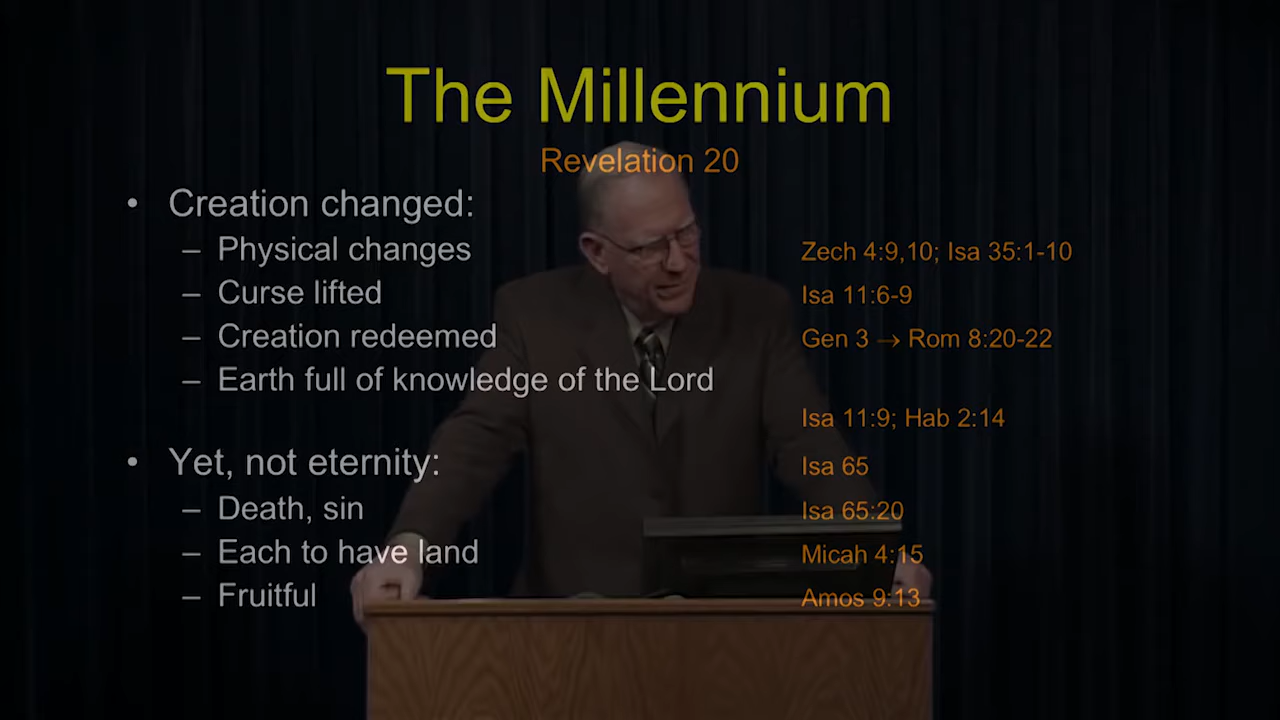 The Millennium
Revelation 20
• Creation changed:
– Physical changes Zech 4:9,10; Isa 35:1-10
– Curse lifted Isa 11:6-9
– Creation redeemed Gen 3 → Rom 8:20-22
– Earth full of knowledge of the Lord
Isa 11:9; Hab 2:14
• Yet, not eternity: Isa 65
– Death, sin Isa 65:20
– Each to have land Micah 4:15
– Fruitful Amos 9:13